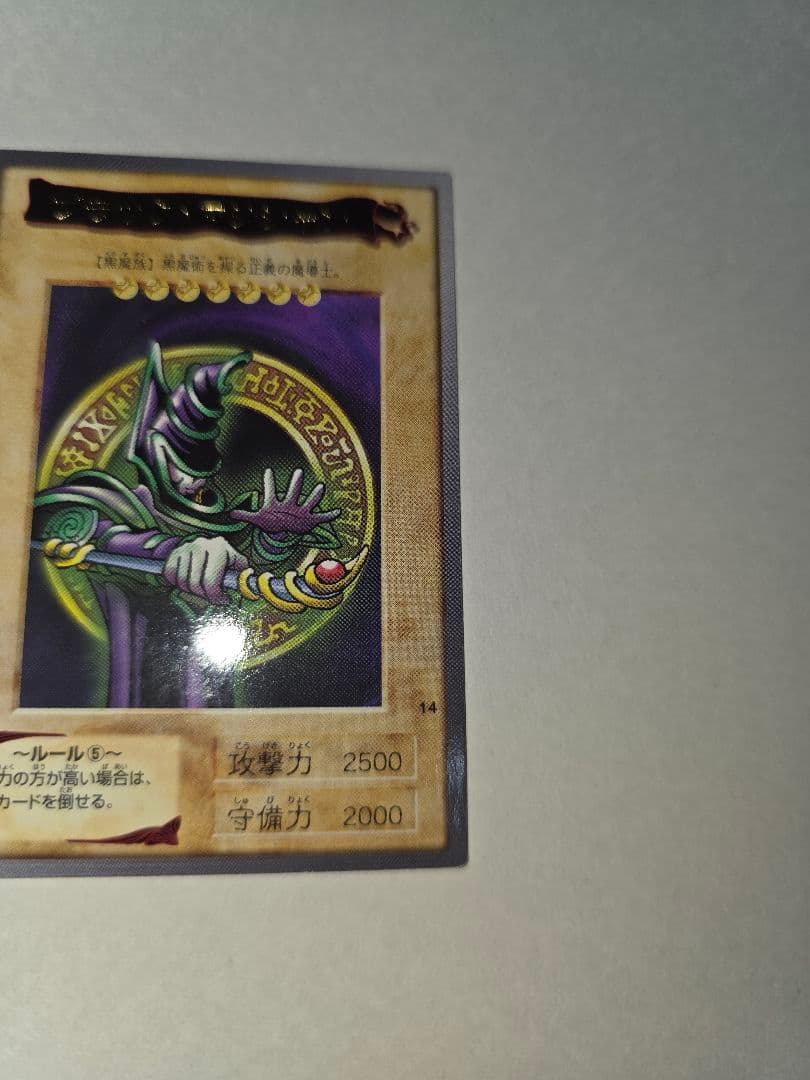 【黒魔族】黒魔術を操る正義の魔導士。
14
～ルール⑤～
力の方が高い場合は、
カードを倒せる。
攻撃力 2500
守備力 2000